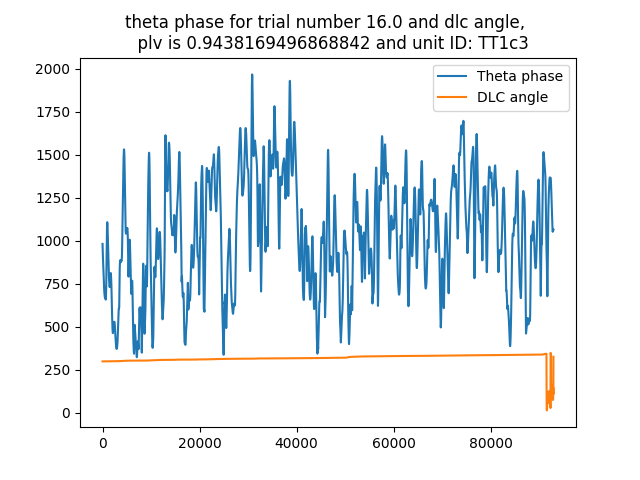 theta phase for trial number 16.0 and dlc angle,
plv is 0.9438169496868842 and unit ID: TT1c3
Theta phase
DLC angle
2000
1750
1500
1250
1000
750
500
250
0
0 20000 40000 60000 80000